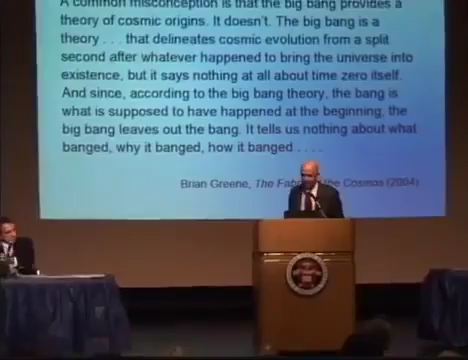 A common misconception is that the big bang provides a
theory of cosmic origins. It doesn't. The big bang is a
theory . . . that delineates cosmic evolution from a split
second after whatever happened to bring the universe into
existence, but it says nothing at all about time zero itself.
And since, according to the big bang theory, the bang is
what is supposed to have happened at the beginning, the
big bang leaves out the bang. It tells us nothing about what
banged, why it banged, how it banged . . . .
Brian Greene, The Fabric of the Cosmos (2004)